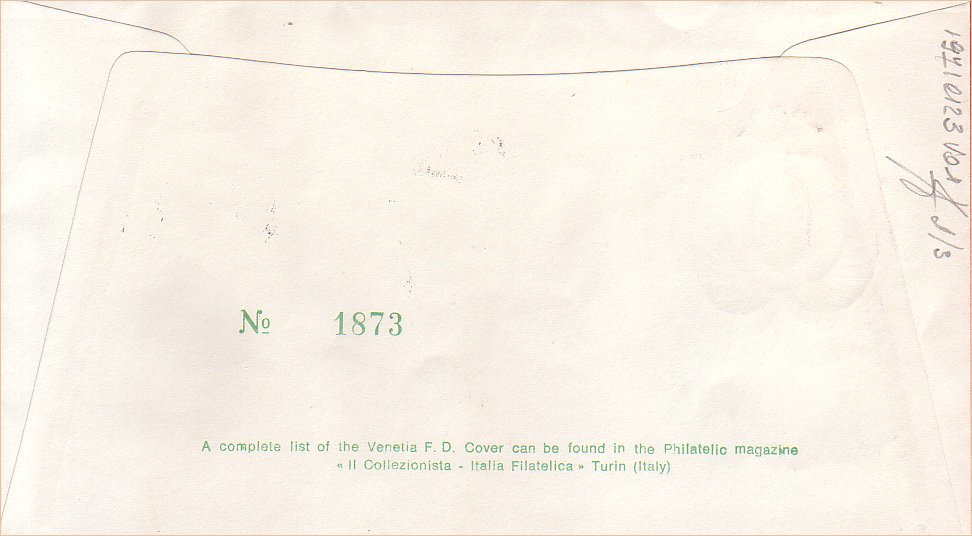 № 1873
A complete list of the Venetia F. D. Cover can be found in the Philatelic magazine
« Il Collezionista - Italia Filatelica » Turin (Italy)